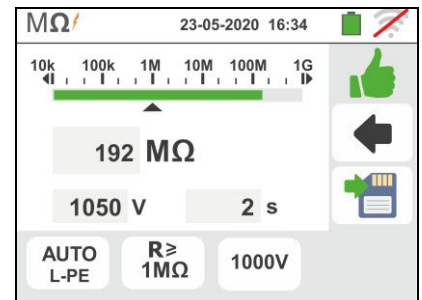 MΩ 23-05-2020 16:34
10k 100k 1M 10M 100M 1G
192 MΩ
1050 V 2 s
AUTO L-PE R≥ 1MΩ 1000V